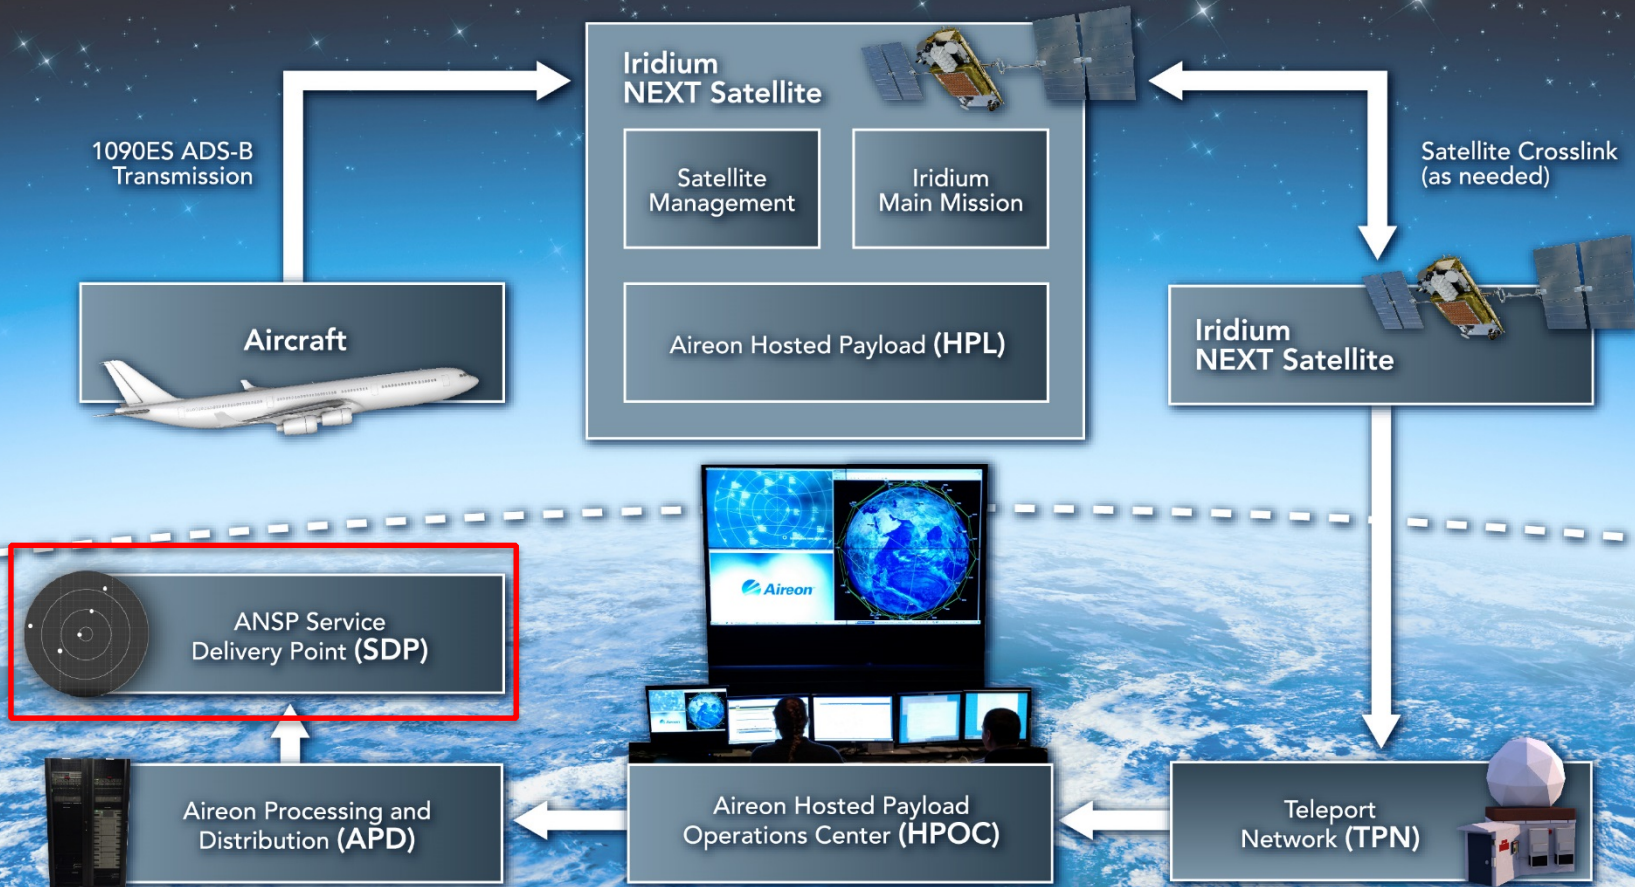 Iridium
NEXT Satellite
1090ES ADS-B
Transmission
Satellite
Management
Iridium
Main Mission
Satellite Crosslink
(as needed)
Aircraft
Aireon Hosted Payload (HPL)
Iridium
NEXT Satellite
Aireon
ANSP Service
Delivery Point (SDP)
Aireon Processing and
Distribution (APD)
Aireon Hosted Payload
Operations Center (HPOC)
Teleport
Network (TPN)